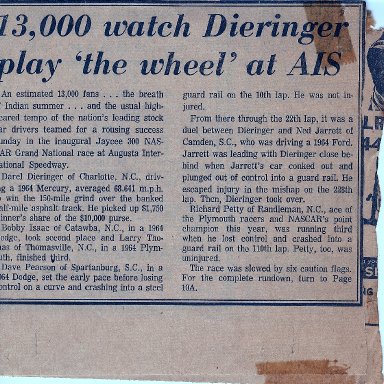 13,000 watch Dieringer
play 'the wheel' at AIS
An estimated 13,000 fans . . . the breath
of Indian summer . . . and the usual high-
geared tempo of the nation's leading stock
car drivers teamed for a rousing success
Sunday in the inaugural Jaycee 300 NAS-
CAR Grand National race at Augusta Inter-
national Speedway.
Darel Dieringer of Charlotte, N.C., driv-
ing a 1964 Mercury, averaged 68.641 m.p.h.
to win the 150-mile grind over the banked
half-mile asphalt track. He picked up $1,750
winner's share of the $10,000 purse.
Bobby Isaac of Catawba, N.C., in a 1964
Dodge, took second place and Larry Tho-
mas of Thomasville, N.C., in a 1964 Plym-
outh, finished third.
Dave Pearson of Spartanburg, S.C., in a
1964 Dodge, set the early pace before losing
control on a curve and crashing into a steel
guard rail on the 10th lap. He was not in-
jured.
From there through the 22th lap, it was a
duel between Dieringer and Ned Jarrott of
Camden, S.C., who was driving a 1964 Ford.
Jarrett was leading with Dieringer close be-
hind when Jarrett's car conked out and
plunged out of control into a guard rail. He
escaped injury in the mishap on the 228th
lap. Then, Dieringer took over.
Richard Petty of Randleman, N.C., ace of
the Plymouth racers and NASCAR's point
champion this year, was running third
when he lost control and crashed into a
guard rail on the 110th lap. Petty, too, was
uninjured.
The race was slowed by six caution flags.
For the complete rundown, turn to Page
10A.